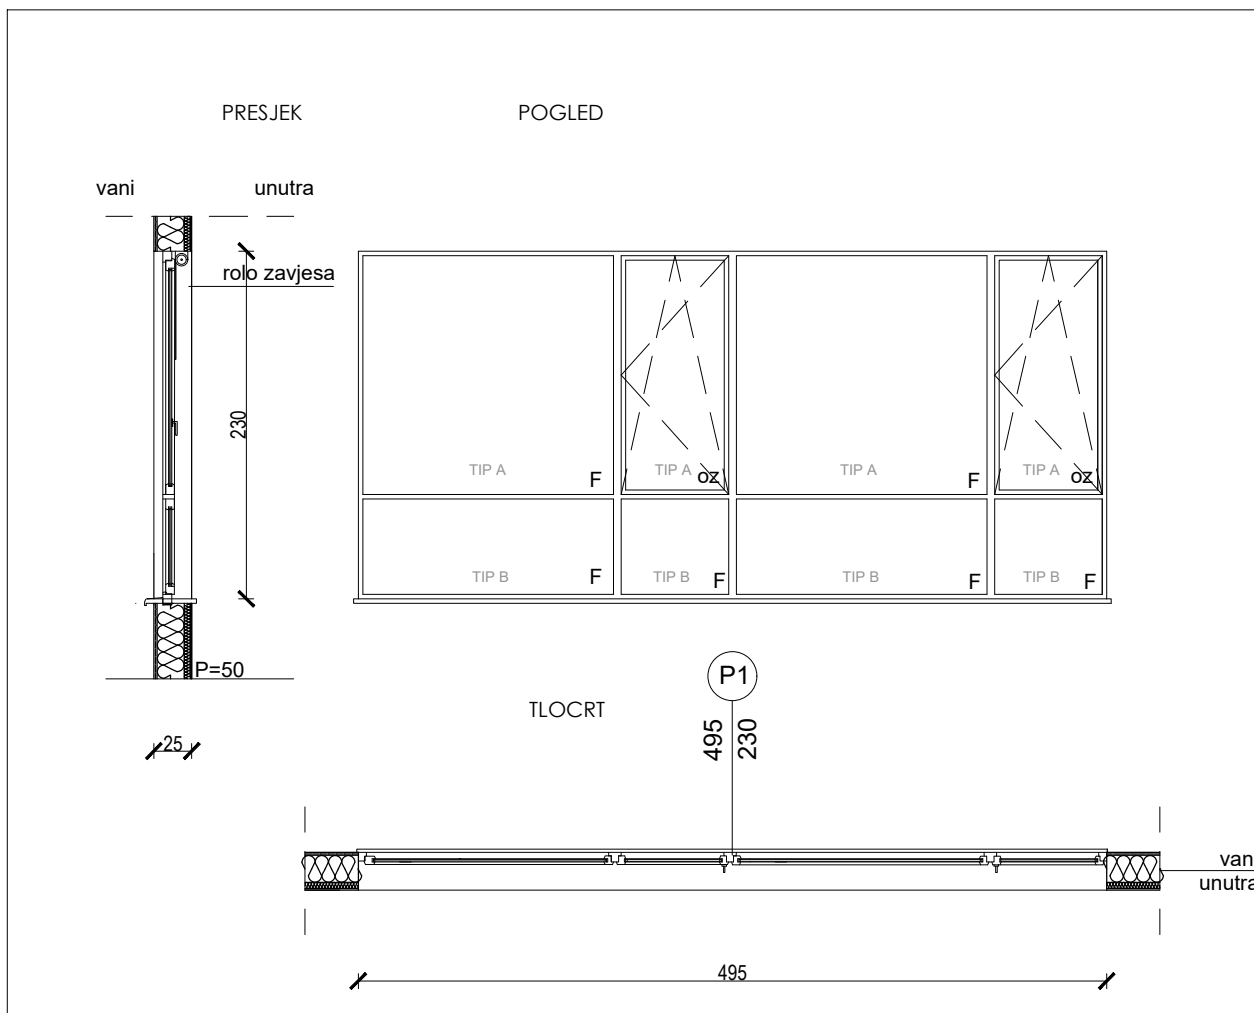 PRESJEK
POGLED
vani
unutra
rolo zavjesa
230
TIP A
F
TIP A
OZ
TIP A
F
TIP A
OZ
TIP B
F
TIP B
F
TIP B
F
TIP B
F
P=50
25
P1
495
230
TLOCRT
van
unutra
495